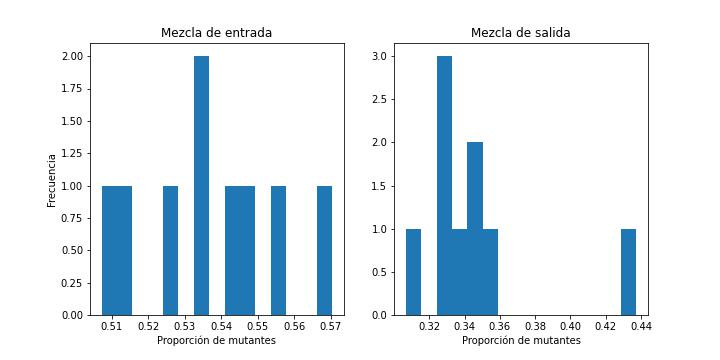 Mezcla de entrada
Mezcla de salida
2.00
1.75
1.50
1.25
1.00
0.75
0.50
0.25
0.00
Frecuencia
0.51 0.52 0.53 0.54 0.55 0.56 0.57
Proporción de mutantes
3.0
2.5
2.0
1.5
1.0
0.5
0.0
0.32 0.34 0.36 0.38 0.40 0.42 0.44
Proporción de mutantes